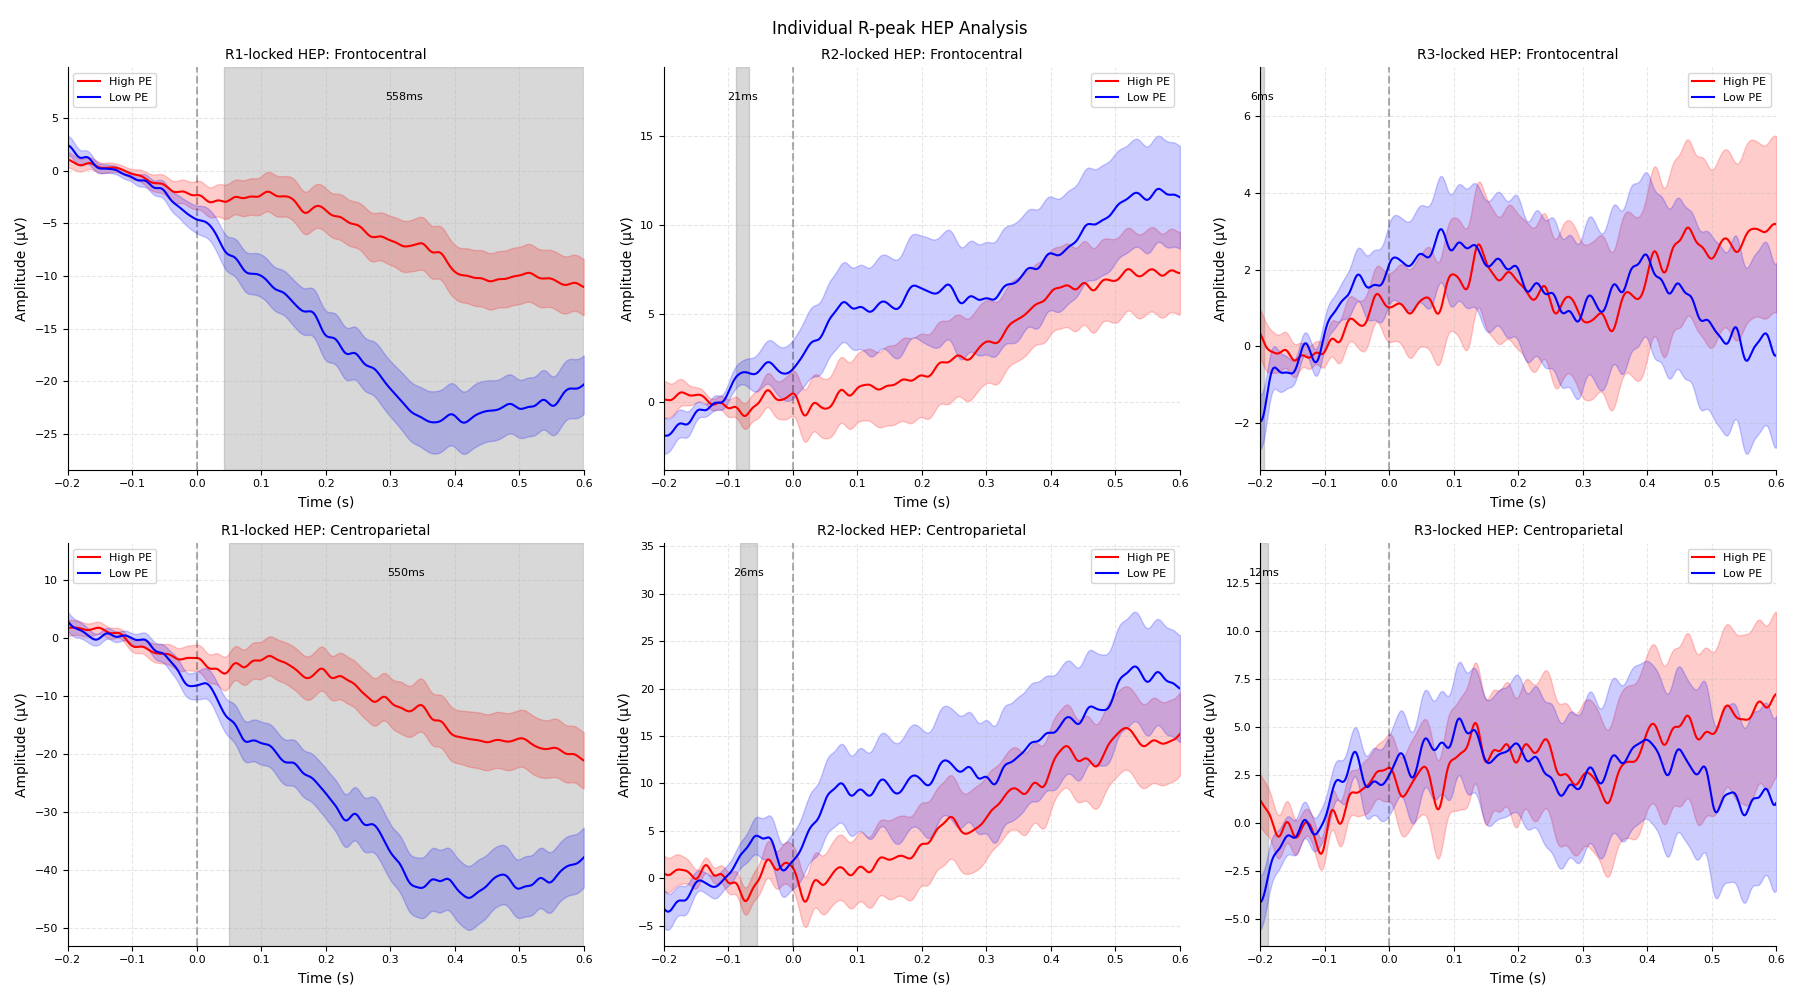 Individual R-peak HEP Analysis
R1-locked HEP: Frontocentral
High PE
Low PE
558ms
5
0
−5
−10
−15
−20
−25
Amplitude (μV)
−0.2 −0.1 0.0 0.1 0.2 0.3 0.4 0.5 0.6
Time (s)
R2-locked HEP: Frontocentral
High PE
Low PE
21ms
15
10
5
0
Amplitude (μV)
−0.2 −0.1 0.0 0.1 0.2 0.3 0.4 0.5 0.6
Time (s)
R3-locked HEP: Frontocentral
High PE
Low PE
6ms
6
4
2
0
−2
Amplitude (μV)
−0.2 −0.1 0.0 0.1 0.2 0.3 0.4 0.5 0.6
Time (s)
R1-locked HEP: Centroparietal
High PE
Low PE
550ms
10
0
−10
−20
−30
−40
−50
Amplitude (μV)
−0.2 −0.1 0.0 0.1 0.2 0.3 0.4 0.5 0.6
Time (s)
R2-locked HEP: Centroparietal
High PE
Low PE
26ms
35
30
25
20
15
10
5
0
−5
Amplitude (μV)
−0.2 −0.1 0.0 0.1 0.2 0.3 0.4 0.5 0.6
Time (s)
R3-locked HEP: Centroparietal
High PE
Low PE
12ms
12.5
10.0
7.5
5.0
2.5
0.0
−2.5
−5.0
Amplitude (μV)
−0.2 −0.1 0.0 0.1 0.2 0.3 0.4 0.5 0.6
Time (s)